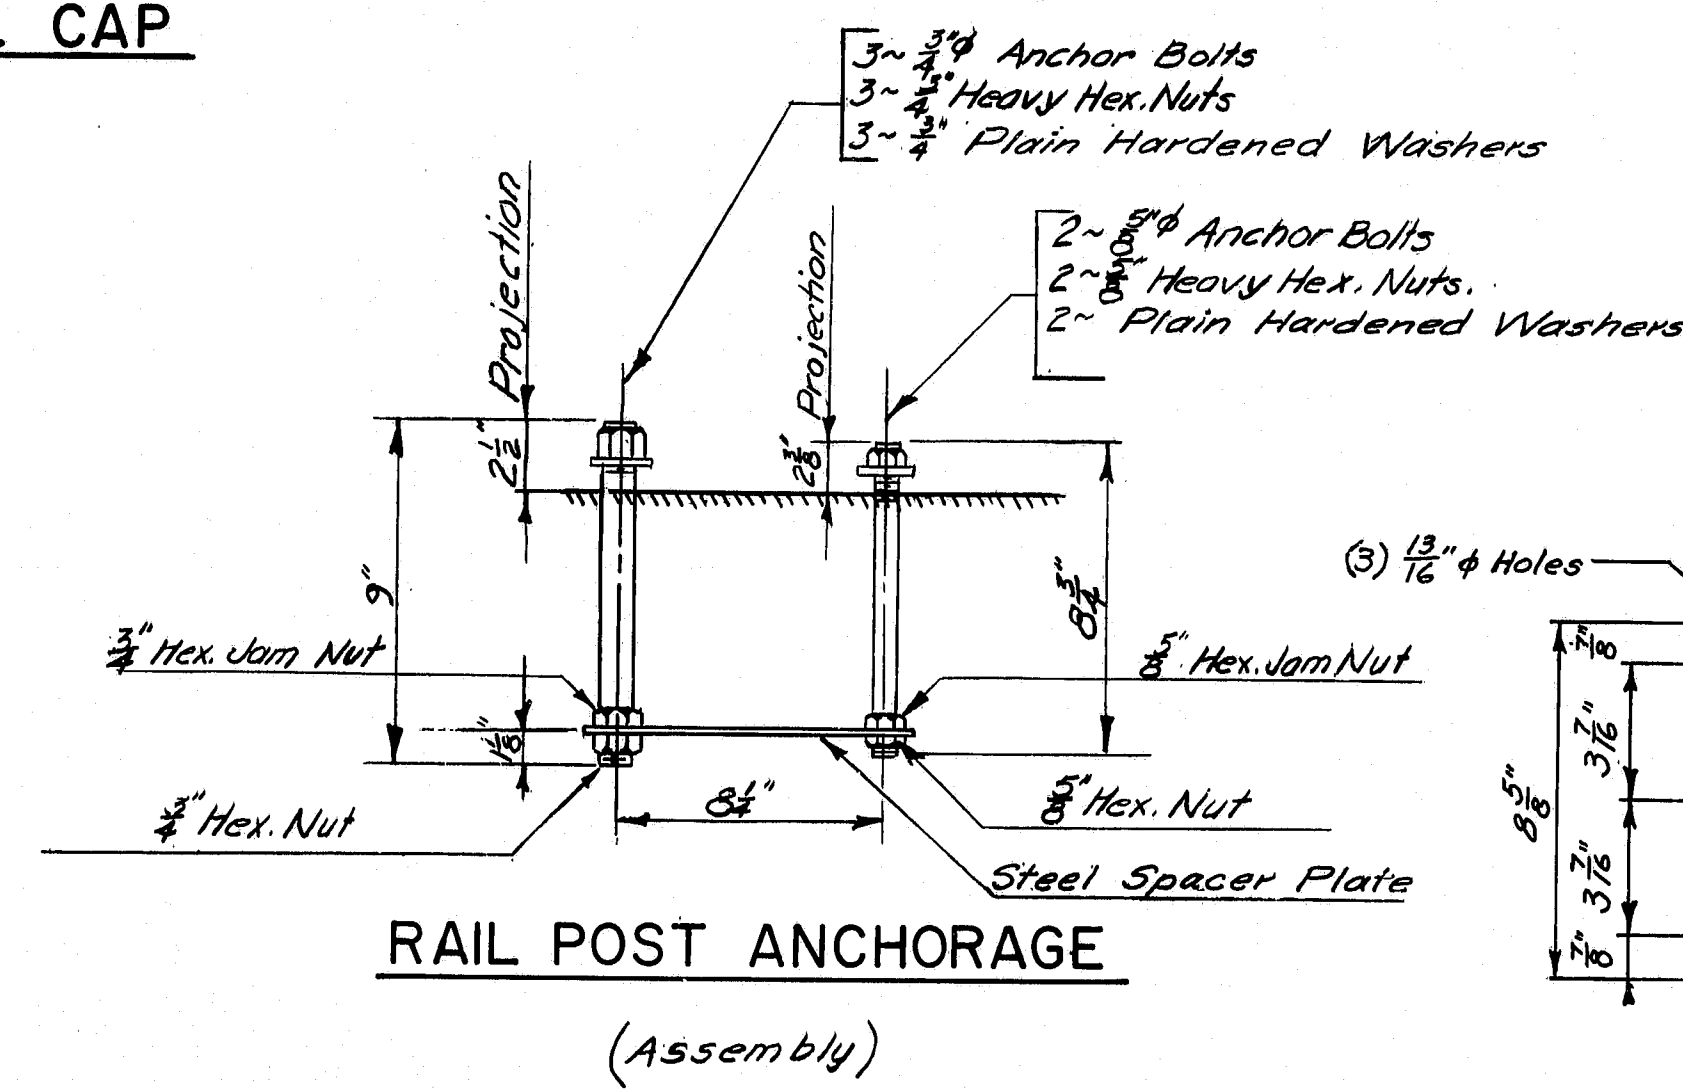 CAP
3~ 3/4"φ Anchor Bolts
3~ 3/4" Heavy Hex. Nuts
3~ 3/4" Plain Hardened Washers
2~ 5/8"φ Anchor Bolts
2~ 5/8" Heavy Hex. Nuts.
2~ Plain Hardened Washers
Projection
2 1/2"
Projection
2 3/8"
9"
8 3/4"
(3) 13/16" φ Holes
3/4" Hex. Jam Nut
5/8" Hex. Jam Nut
1 1/8"
8 1/4"
3/4" Hex. Nut
5/8" Hex. Nut
Steel Spacer Plate
7/8"
3 7/16"
8 5/8"
3 7/16"
7/8"
RAIL POST ANCHORAGE
(Assembly)